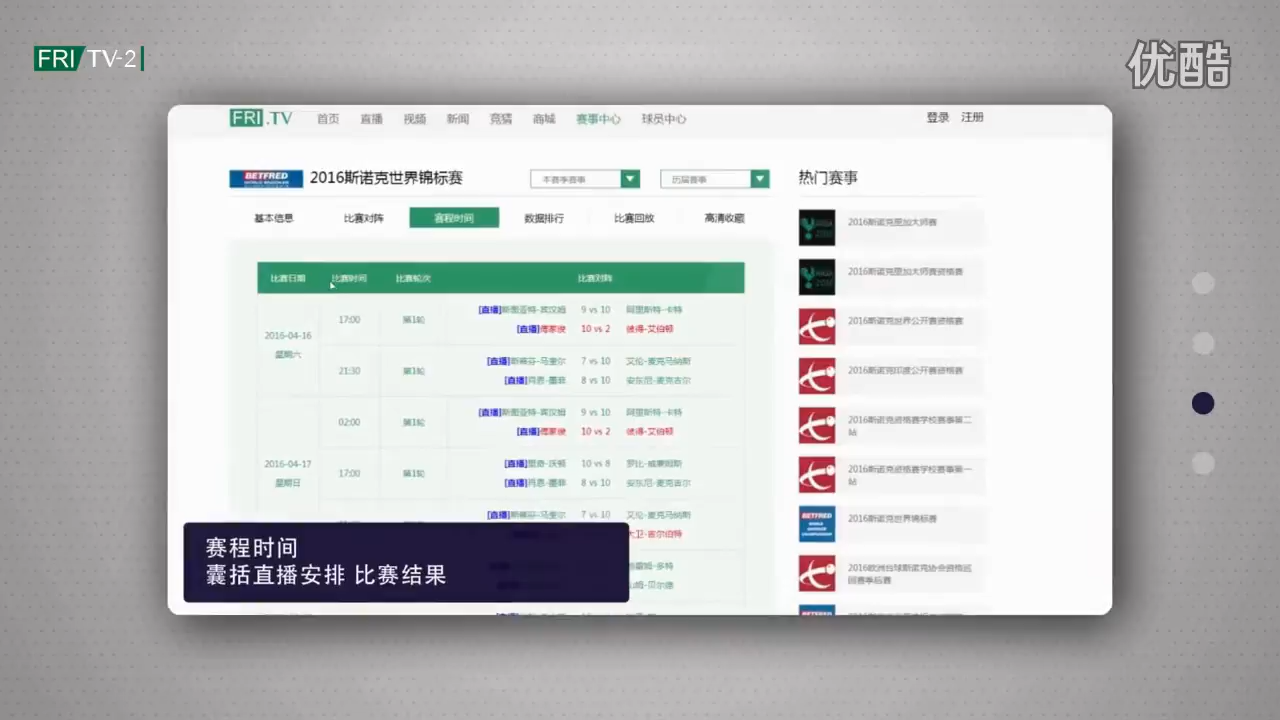 FRI TV-2
优酷
FRI.TV 首页 直播 视频 新闻 竞猜 商城 赛事中心 球员中心 登录 注册
BETFRED 2016斯诺克世界锦标赛 本赛季赛事 历届赛事
基本信息 比赛对阵 赛程时间 数据排行 比赛回放 高清收藏
比赛日期 比赛时间 比赛轮次 比赛对阵
2016-04-16
星期六
17:00 第1轮
[直播]斯图亚特-宾汉姆 9 vs 10 阿里斯特-卡特
[直播]傅家俊 10 vs 2 彼得-艾伯顿
21:30 第1轮
[直播]斯蒂芬-马奎尔 7 vs 10 艾伦-麦克马纳斯
[直播]肖恩-墨菲 8 vs 10 安东尼-麦克吉尔
02:00 第1轮
[直播]斯图亚特-宾汉姆 9 vs 10 阿里斯特-卡特
[直播]傅家俊 10 vs 2 彼得-艾伯顿
2016-04-17
星期日
17:00 第1轮
[直播]里奇-沃顿 10 vs 8 罗比-威廉姆斯
[直播]肖恩-墨菲 8 vs 10 安东尼-麦克吉尔
[直播]斯蒂芬-马奎尔 7 vs 10 艾伦-麦克马纳斯
大卫-吉尔伯特
赛程时间
囊括直播安排 比赛结果
热门赛事
2016斯诺克里加大师赛
2016斯诺克里加大师赛资格赛
2016斯诺克世界公开赛资格赛
2016斯诺克印度公开赛资格赛
2016斯诺克资格赛学校赛事第二
站
2016斯诺克资格赛学校赛事第一
站
BETFRED
2016斯诺克世界锦标赛
2016欧洲台球斯诺克协会资格巡
回赛季后赛
BETFRED